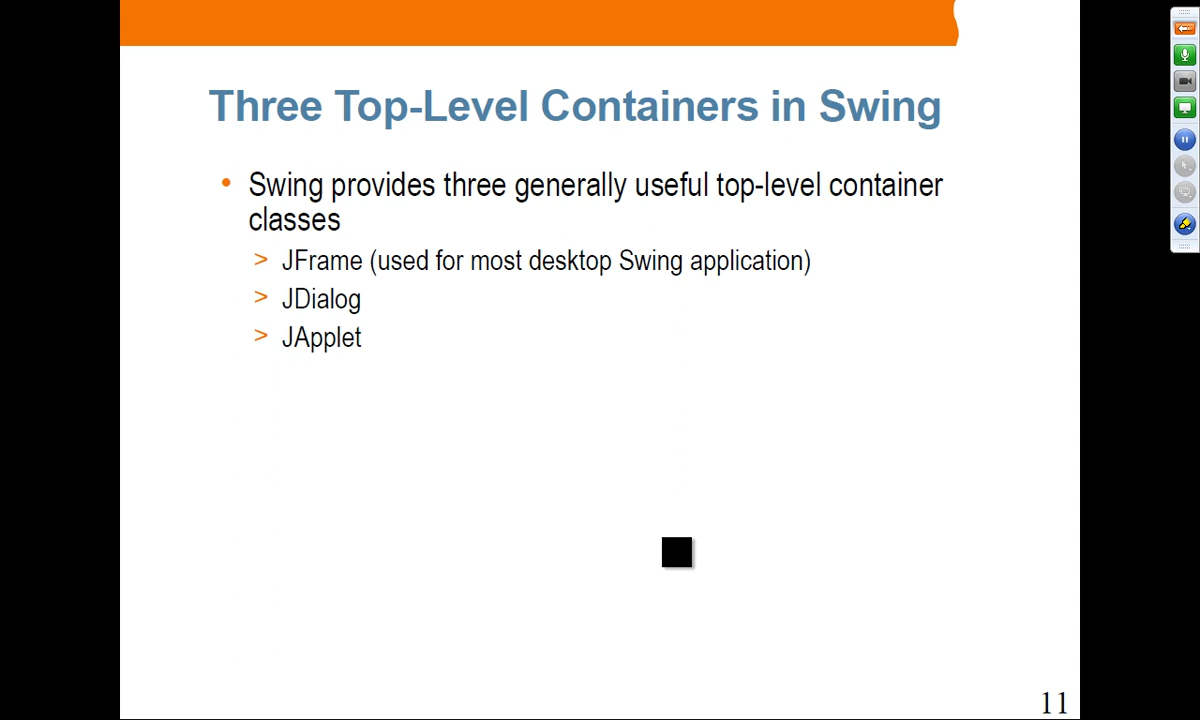 Three Top-Level Containers in Swing
• Swing provides three generally useful top-level container
classes
> JFrame (used for most desktop Swing application)
> JDialog
> JApplet
11